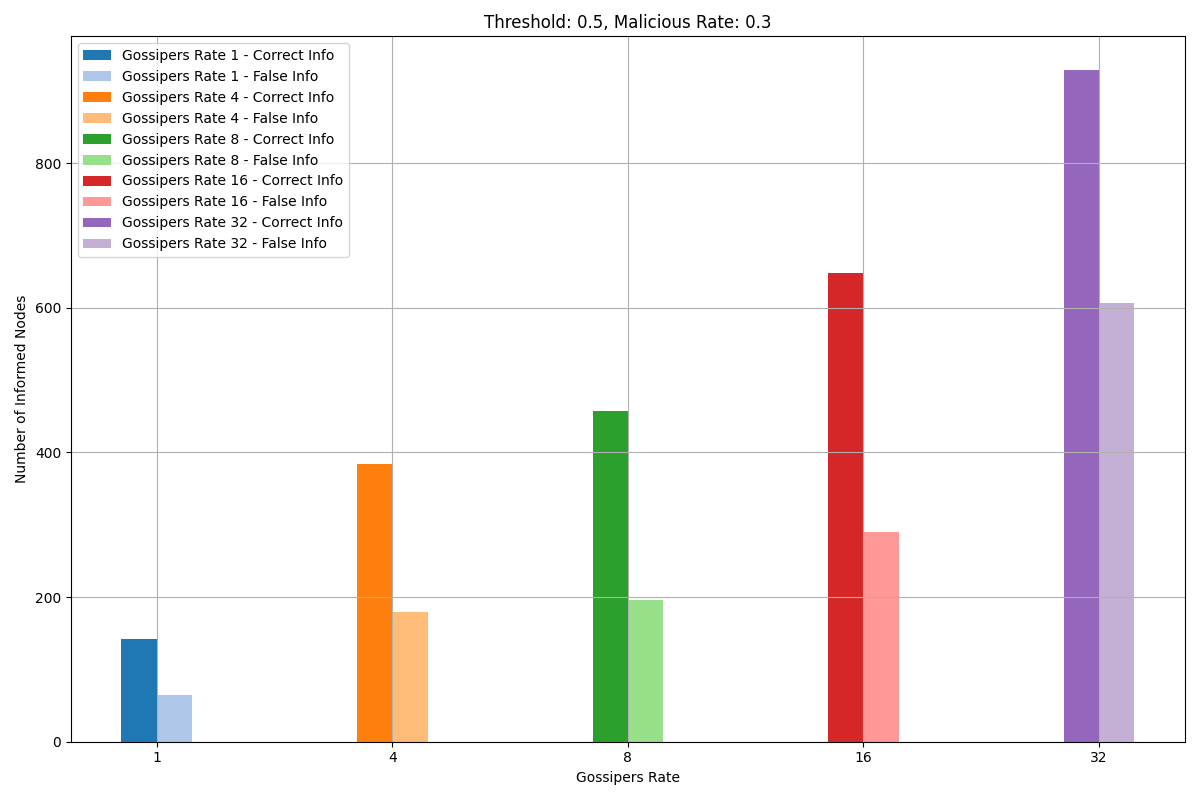 Threshold: 0.5, Malicious Rate: 0.3
Gossipers Rate 1 - Correct Info
Gossipers Rate 1 - False Info
Gossipers Rate 4 - Correct Info
Gossipers Rate 4 - False Info
Gossipers Rate 8 - Correct Info
Gossipers Rate 8 - False Info
Gossipers Rate 16 - Correct Info
Gossipers Rate 16 - False Info
Gossipers Rate 32 - Correct Info
Gossipers Rate 32 - False Info
Number of Informed Nodes
800
600
400
200
0
1 4 8 16 32
Gossipers Rate